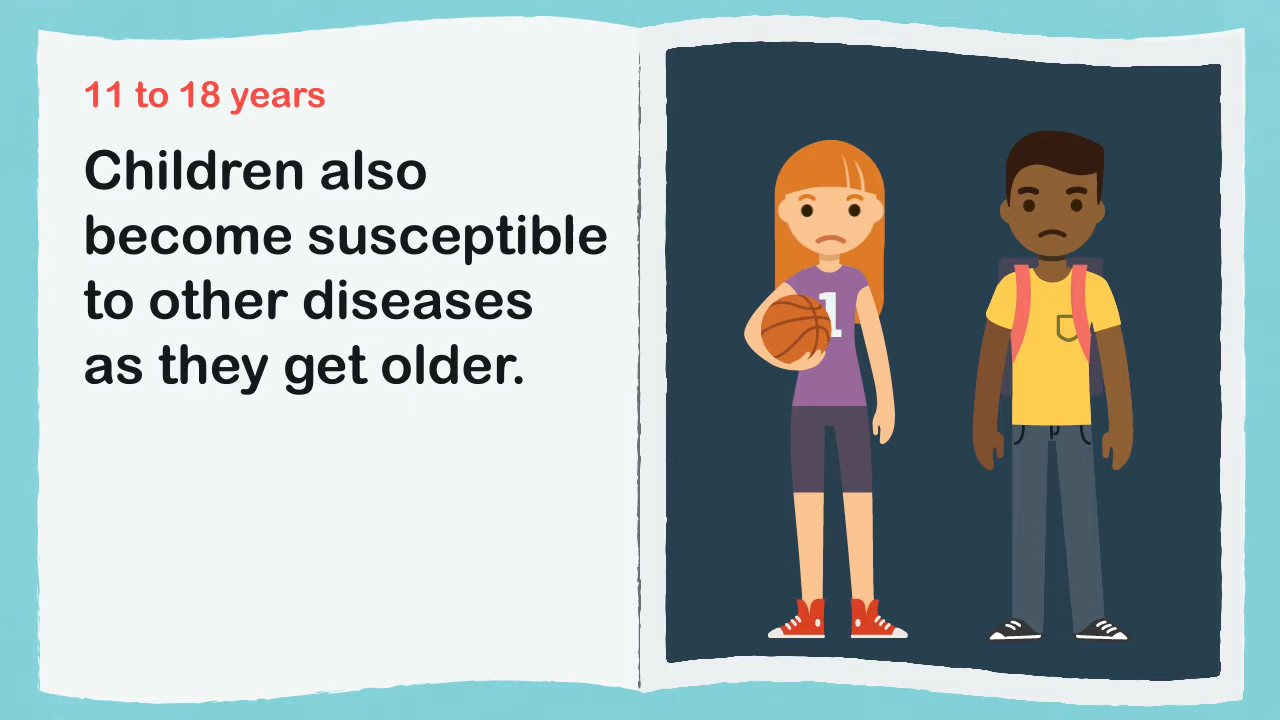 11 to 18 years
Children also
become susceptible
to other diseases
as they get older.
1